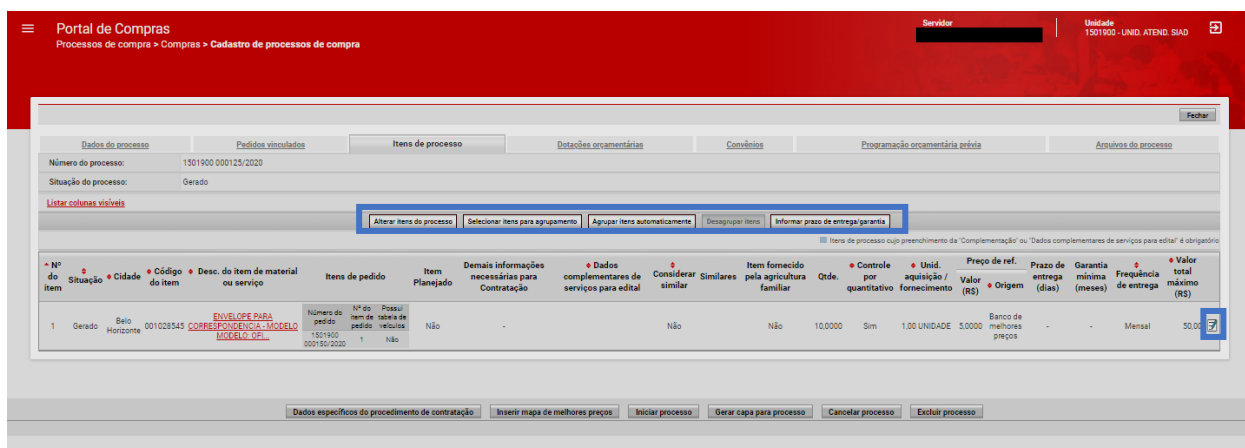 Portal de Compras
Processos de compra > Compras > Cadastro de processos de compra
Servidor
Unidade
1501900 - UNID. ATEND. SIAD
Fechar
Dados do processo Pedidos vinculados Itens de processo Dotações orçamentárias Convênios Programação orçamentária prévia Arquivos do processo
Número do processo: 1501900 000125/2020
Situação do processo: Gerado
Listar colunas visíveis
Alterar itens do processo Selecionar itens para agrupamento Agrupar itens automaticamente Desagrupar itens Informar prazo de entrega/garantia
Itens de processo cujo preenchimento da "Complementação" ou "Dados complementares de serviços para edital" é obrigatório
Nº do item Situação Cidade Código do item Desc. do item de material ou serviço Itens de pedido Item Planejado Demais informações necessárias para Contratação Dados complementares de serviços para edital Considerar similar Similares Item fornecido pela agricultura familiar Qtde. Controle por quantitativo Unid. aquisição / fornecimento Preço de ref. Valor (R$) Origem Prazo de entrega (dias) Garantia mínima (meses) Frequência de entrega Valor total máximo (R$)
Número do pedido Nº do item de pedido Possui tabela de veículos
1 Gerado Belo Horizonte 001028545 ENVELOPE PARA CORRESPONDENCIA - MODELO MODELO: OFI... 1501900 000150/2020 1 Não Não - Não Não 10,0000 Sim 1,00 UNIDADE 5,0000 Banco de melhores preços - - Mensal 50,00
Dados específicos do procedimento de contratação Inserir mapa de melhores preços Iniciar processo Gerar capa para processo Cancelar processo Excluir processo